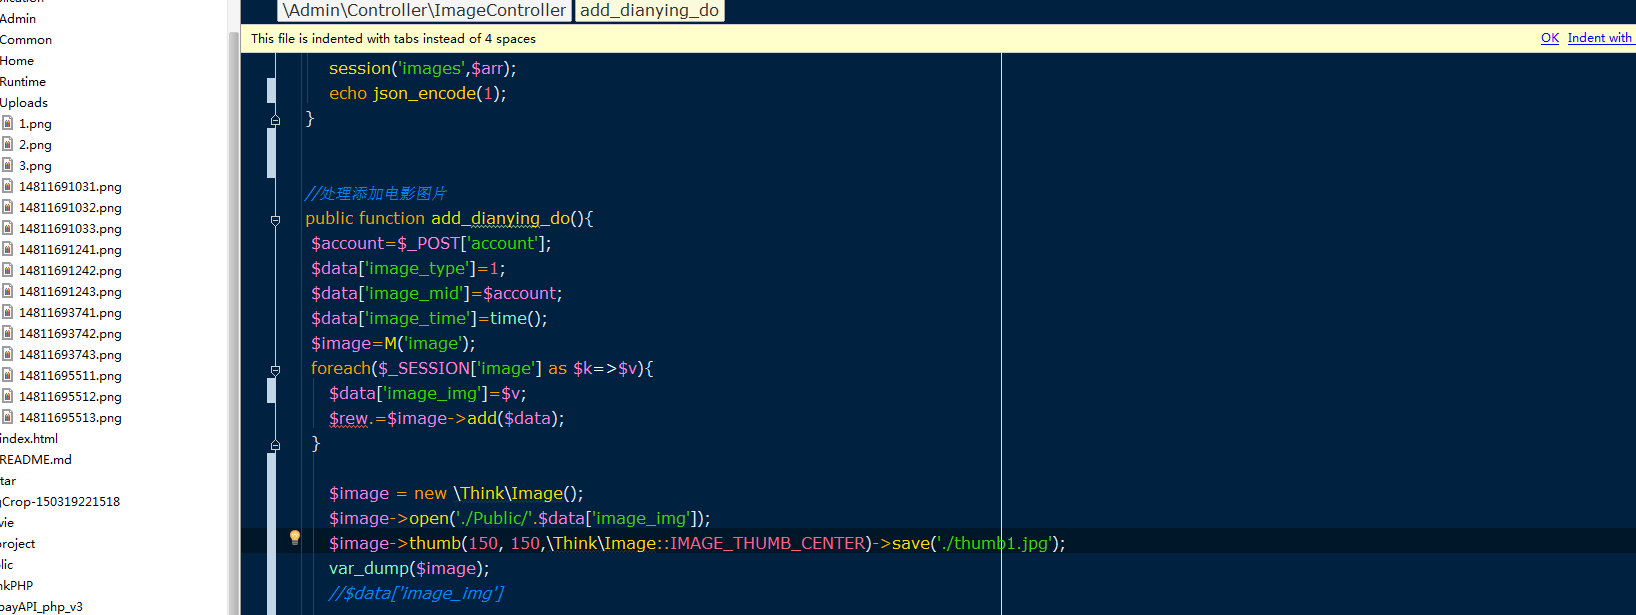 \Admin\Controller\ImageController add_dianying_do
This file is indented with tabs instead of 4 spaces OK Indent with
Admin
Common
Home
Runtime
Uploads
1.png
2.png
3.png
14811691031.png
14811691032.png
14811691033.png
14811691241.png
14811691242.png
14811691243.png
14811693741.png
14811693742.png
14811693743.png
14811695511.png
14811695512.png
14811695513.png
index.html
README.md
tar
gCrop-150319221518
vie
project
lic
nkPHP
payAPI_php_v3
session('images',$arr);
echo json_encode(1);
}
//处理添加电影图片
public function add_dianying_do(){
$account=$_POST['account'];
$data['image_type']=1;
$data['image_mid']=$account;
$data['image_time']=time();
$image=M('image');
foreach($_SESSION['image'] as $k=>$v){
$data['image_img']=$v;
$rew.=$image->add($data);
}
$image = new \Think\Image();
$image->open('./Public/'.$data['image_img']);
$image->thumb(150, 150,\Think\Image::IMAGE_THUMB_CENTER)->save('./thumb1.jpg');
var_dump($image);
//$data['image_img']